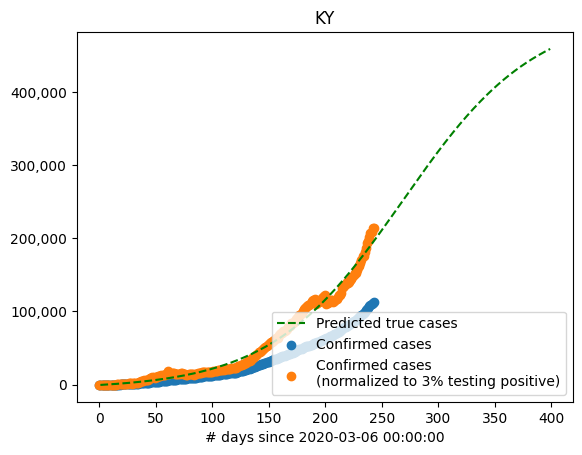 KY
400,000
300,000
200,000
100,000
0
Predicted true cases
Confirmed cases
Confirmed cases
(normalized to 3% testing positive)
0 50 100 150 200 250 300 350 400
# days since 2020-03-06 00:00:00